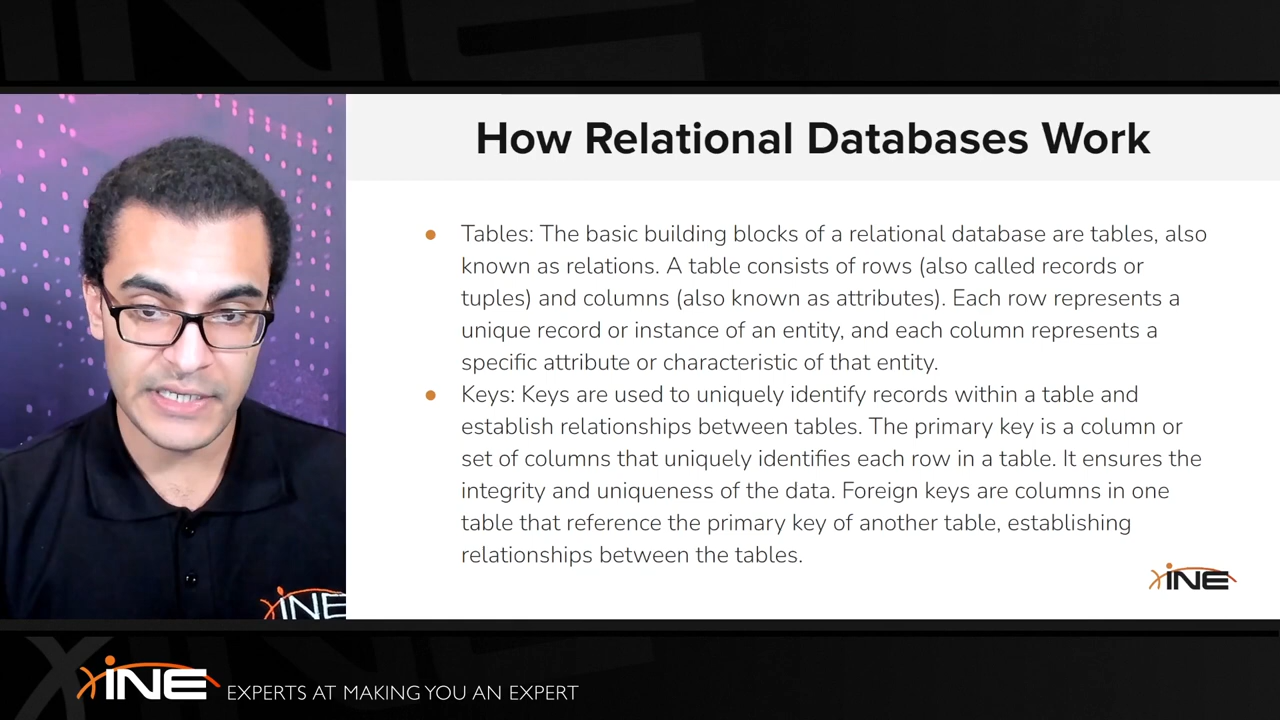 How Relational Databases Work
● Tables: The basic building blocks of a relational database are tables, also
known as relations. A table consists of rows (also called records or
tuples) and columns (also known as attributes). Each row represents a
unique record or instance of an entity, and each column represents a
specific attribute or characteristic of that entity.
● Keys: Keys are used to uniquely identify records within a table and
establish relationships between tables. The primary key is a column or
set of columns that uniquely identifies each row in a table. It ensures the
integrity and uniqueness of the data. Foreign keys are columns in one
table that reference the primary key of another table, establishing
relationships between the tables.
INE
INE
INE EXPERTS AT MAKING YOU AN EXPERT